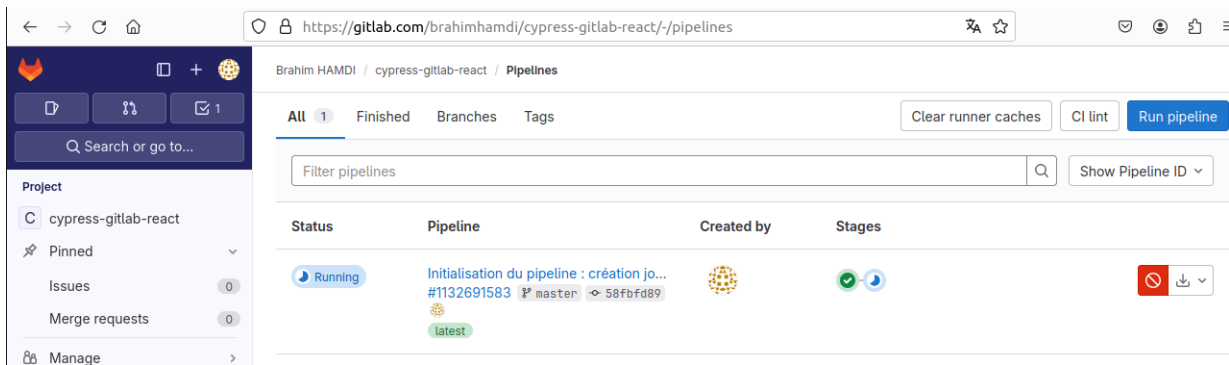 https://gitlab.com/brahimhamdi/cypress-gitlab-react/-/pipelines
1
Search or go to...
Project
C cypress-gitlab-react
Pinned
Issues 0
Merge requests 0
Manage
Brahim HAMDI / cypress-gitlab-react / Pipelines
All 1 Finished Branches Tags Clear runner caches CI lint Run pipeline
Filter pipelines Show Pipeline ID
Status Pipeline Created by Stages
Running Initialisation du pipeline : création jo...
#1132691583 master 58fbfd89
latest